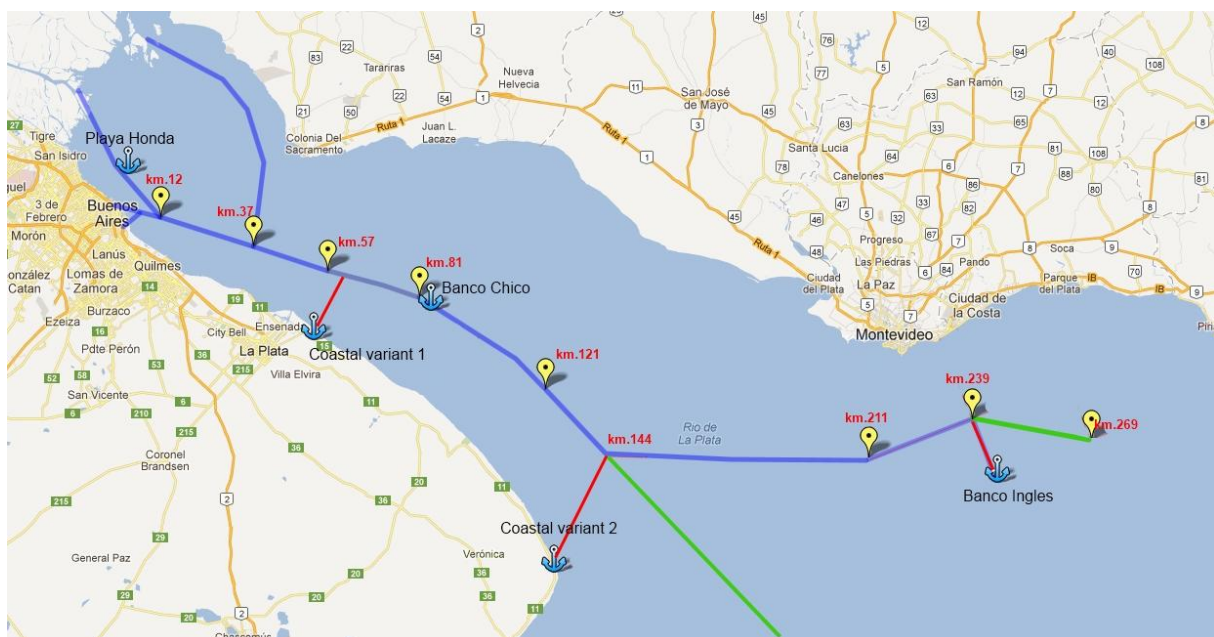 Tarariras
Nueva
Helvecia
San Ramón
San José
de Mayo
Playa Honda
Tigre
San Isidro
Colonia Del
Sacramento
Ruta 1
Juan L.
Lacaze
Santa Lucia
Canelones
km.12
3 de
Febrero
Buenos
Aires
km.37
Morón
Lanús
Quilmes
km.57
km.81
Banco Chico
González
Catan
Lomas de
Zamora
Ezeiza
Burzaco
Ensenada
City Bell
Pdte Perón
La Plata
Coastal variant 1
Villa Elvira
San Vicente
Ruta 1
Progreso
Las Piedras
Pando
Soca
Ciudad
del Plata
La Paz
Parque
del Plata
IB
Ciudad de
la Costa
Montevideo
km.121
km.239
km.211
km.269
Rio de
La Plata
km.144
Coronel
Brandsen
Banco Ingles
Coastal variant 2
General Paz
Verónica